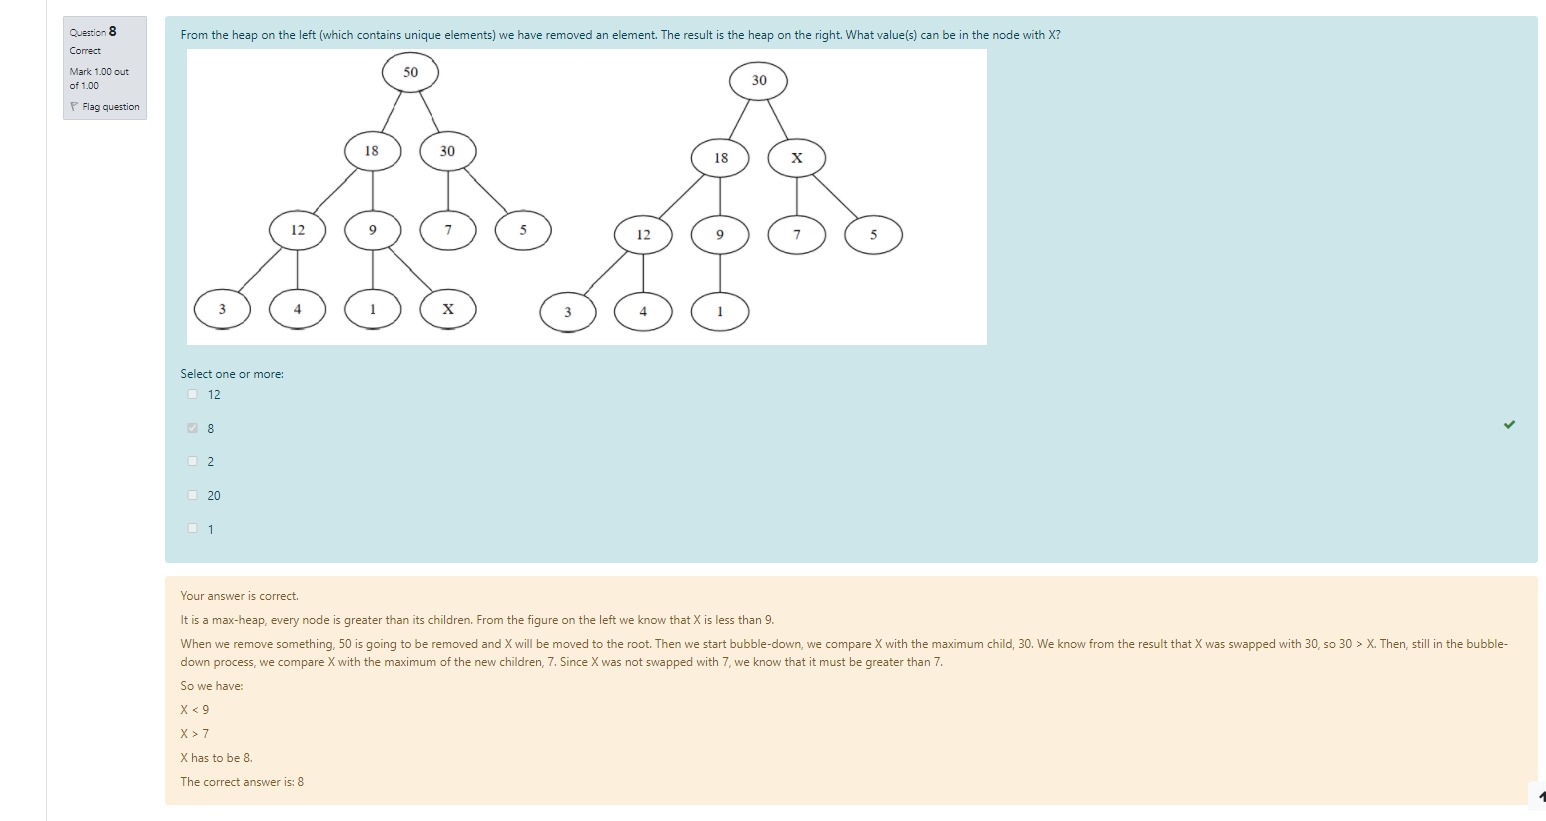 Question 8
Correct
Mark 1.00 out
of 1.00
Flag question
From the heap on the left (which contains unique elements) we have removed an element. The result is the heap on the right. What value(s) can be in the node with X?
50
30
18
30
18
X
12
9
7
5
12
9
7
5
3
4
1
X
3
4
1
Select one or more:
12
8
2
20
1
Your answer is correct.
It is a max-heap, every node is greater than its children. From the figure on the left we know that X is less than 9.
When we remove something, 50 is going to be removed and X will be moved to the root. Then we start bubble-down, we compare X with the maximum child, 30. We know from the result that X was swapped with 30, so 30 > X. Then, still in the bubble-
down process, we compare X with the maximum of the new children, 7. Since X was not swapped with 7, we know that it must be greater than 7.
So we have:
X < 9
X > 7
X has to be 8.
The correct answer is: 8